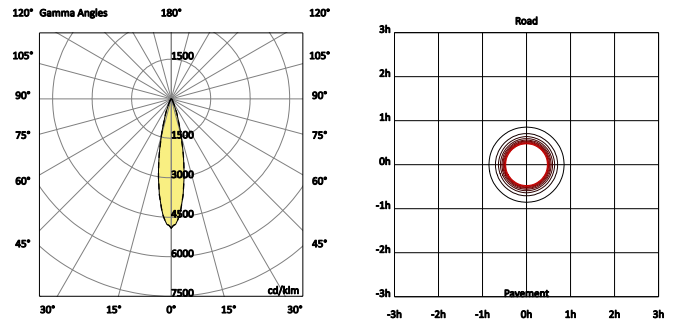 120° Gamma Angles 180° 120°
105° 1500 105°
90° 90°
75° 1500 75°
60° 3000 60°
45° 4500 45°
6000
7500 cd/klm
30° 15° 0° 15° 30°
Road
3h
2h
1h
0h
-1h
-2h
-3h Pavement
-3h -2h -1h 0h 1h 2h 3h